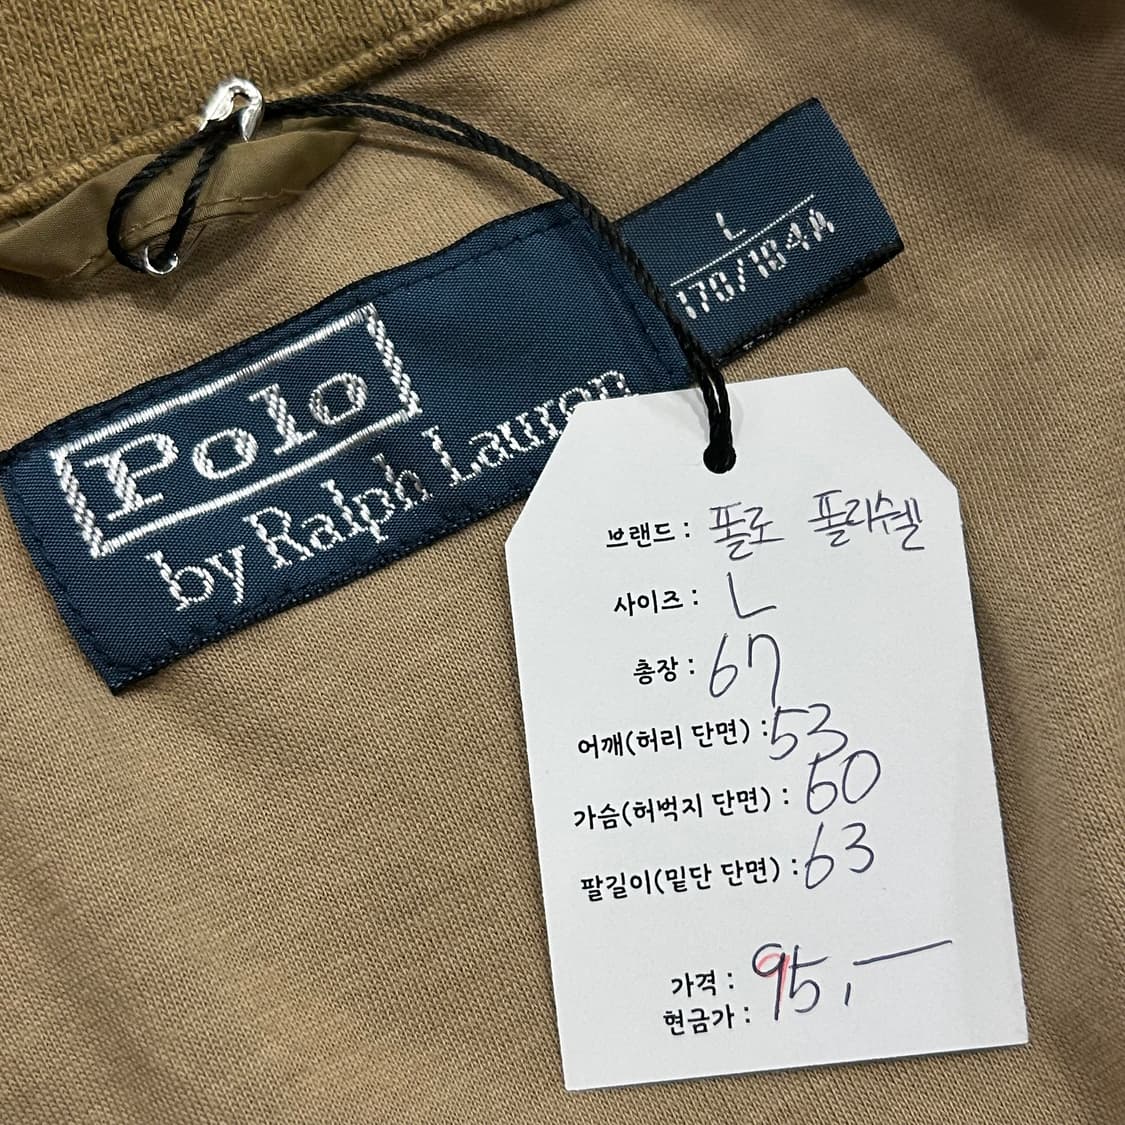 L
170/184A
Polo
by Ralph Lauren
브랜드 : 폴로 폴리쉘
사이즈 : L
총장 : 67
어깨(허리 단면) : 53
가슴(허벅지 단면) : 60
팔길이(밑단 단면) : 63
가격 : 95,—
현금가 :